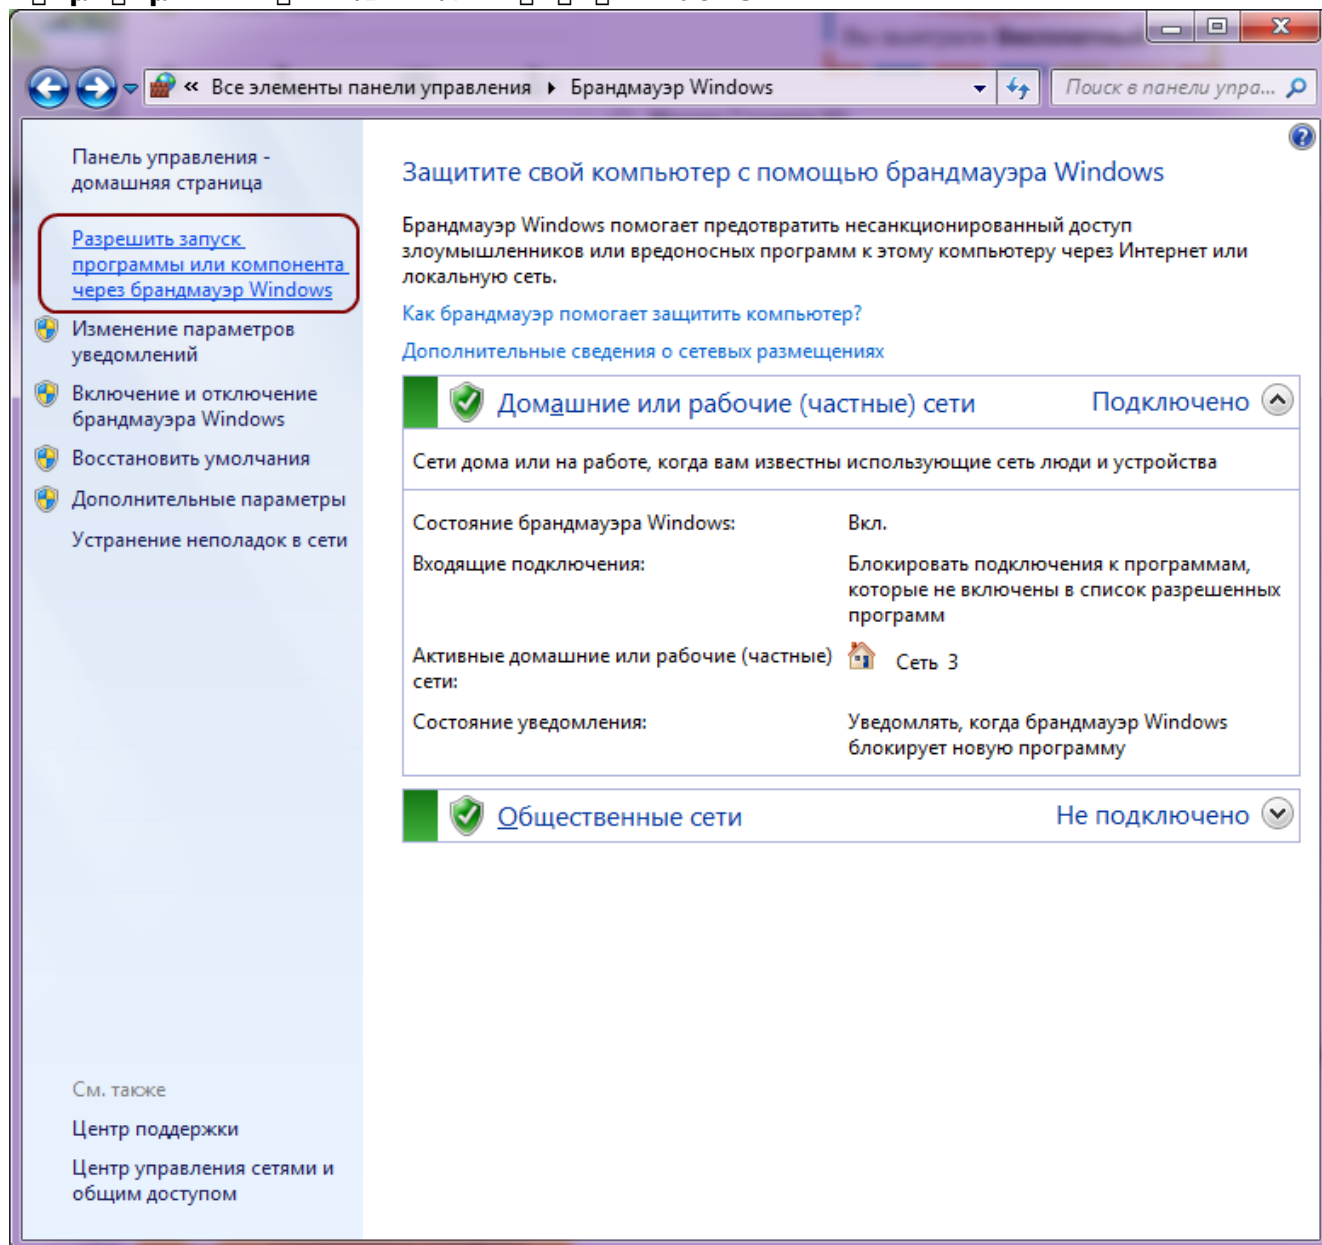 « Все элементы панели управления ▸ Брандмауэр Windows
Поиск в панели упра...
Панель управления -
домашняя страница
Разрешить запуск
программы или компонента
через брандмауэр Windows
Изменение параметров
уведомлений
Включение и отключение
брандмауэра Windows
Восстановить умолчания
Дополнительные параметры
Устранение неполадок в сети
См. также
Центр поддержки
Центр управления сетями и
общим доступом
Защитите свой компьютер с помощью брандмауэра Windows
Брандмауэр Windows помогает предотвратить несанкционированный доступ
злоумышленников или вредоносных программ к этому компьютеру через Интернет или
локальную сеть.
Как брандмауэр помогает защитить компьютер?
Дополнительные сведения о сетевых размещениях
Домашние или рабочие (частные) сети Подключено
Сети дома или на работе, когда вам известны использующие сеть люди и устройства
Состояние брандмауэра Windows: Вкл.
Входящие подключения: Блокировать подключения к программам,
которые не включены в список разрешенных
программ
Активные домашние или рабочие (частные) Сеть 3
сети:
Состояние уведомления: Уведомлять, когда брандмауэр Windows
блокирует новую программу
Общественные сети Не подключено